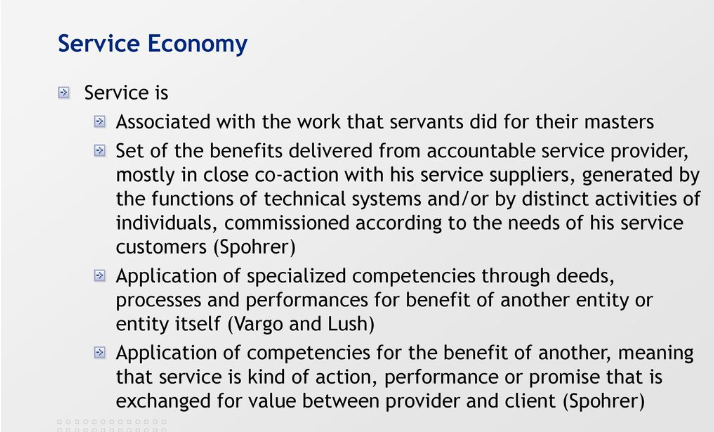 Service Economy
Service is
Associated with the work that servants did for their masters
Set of the benefits delivered from accountable service provider,
mostly in close co-action with his service suppliers, generated by
the functions of technical systems and/or by distinct activities of
individuals, commissioned according to the needs of his service
customers (Spohrer)
Application of specialized competencies through deeds,
processes and performances for benefit of another entity or
entity itself (Vargo and Lush)
Application of competencies for the benefit of another, meaning
that service is kind of action, performance or promise that is
exchanged for value between provider and client (Spohrer)